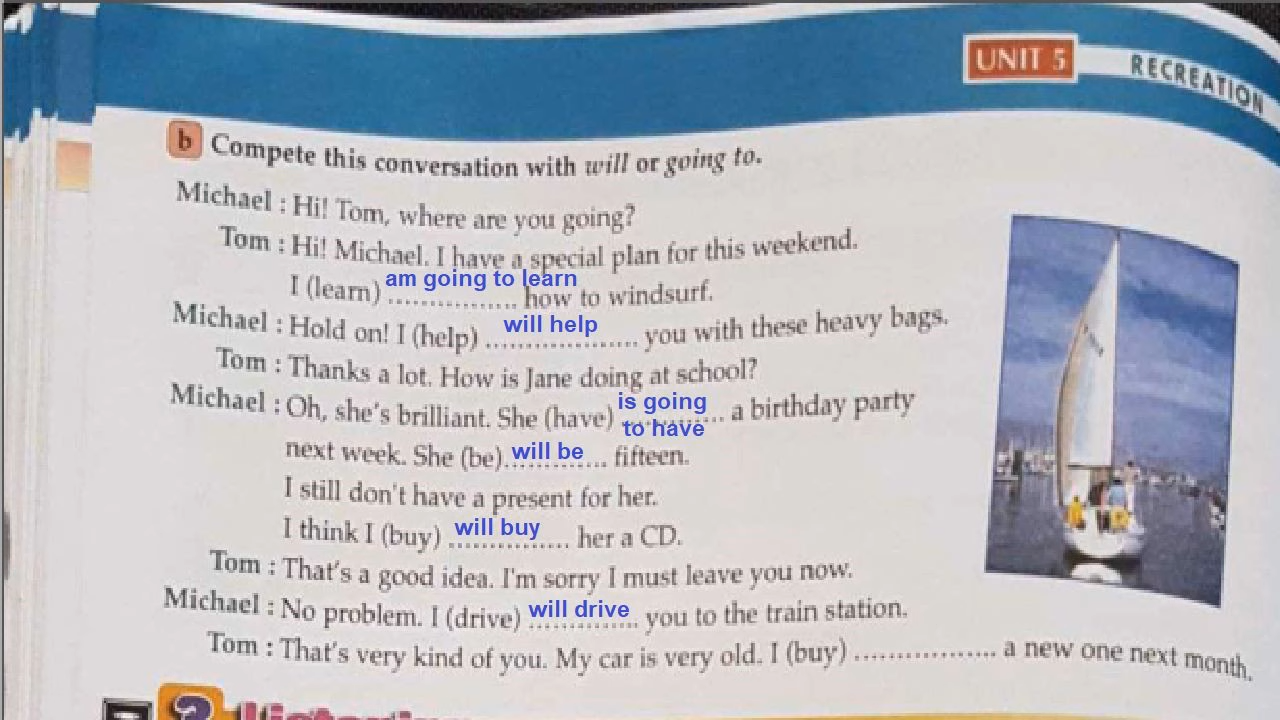 UNIT 5 RECREATION
b Compete this conversation with will or going to.
Michael : Hi! Tom, where are you going?
Tom : Hi! Michael. I have a special plan for this weekend.
I (learn) am going to learn ................ how to windsurf.
Michael : Hold on! I (help) will help ................... you with these heavy bags.
Tom : Thanks a lot. How is Jane doing at school?
Michael : Oh, she's brilliant. She (have) is going to have ............. a birthday party
next week. She (be) will be ............. fifteen.
I still don't have a present for her.
I think I (buy) will buy ............... her a CD.
Tom : That's a good idea. I'm sorry I must leave you now.
Michael : No problem. I (drive) will drive .............. you to the train station.
Tom : That's very kind of you. My car is very old. I (buy) .................. a new one next month.